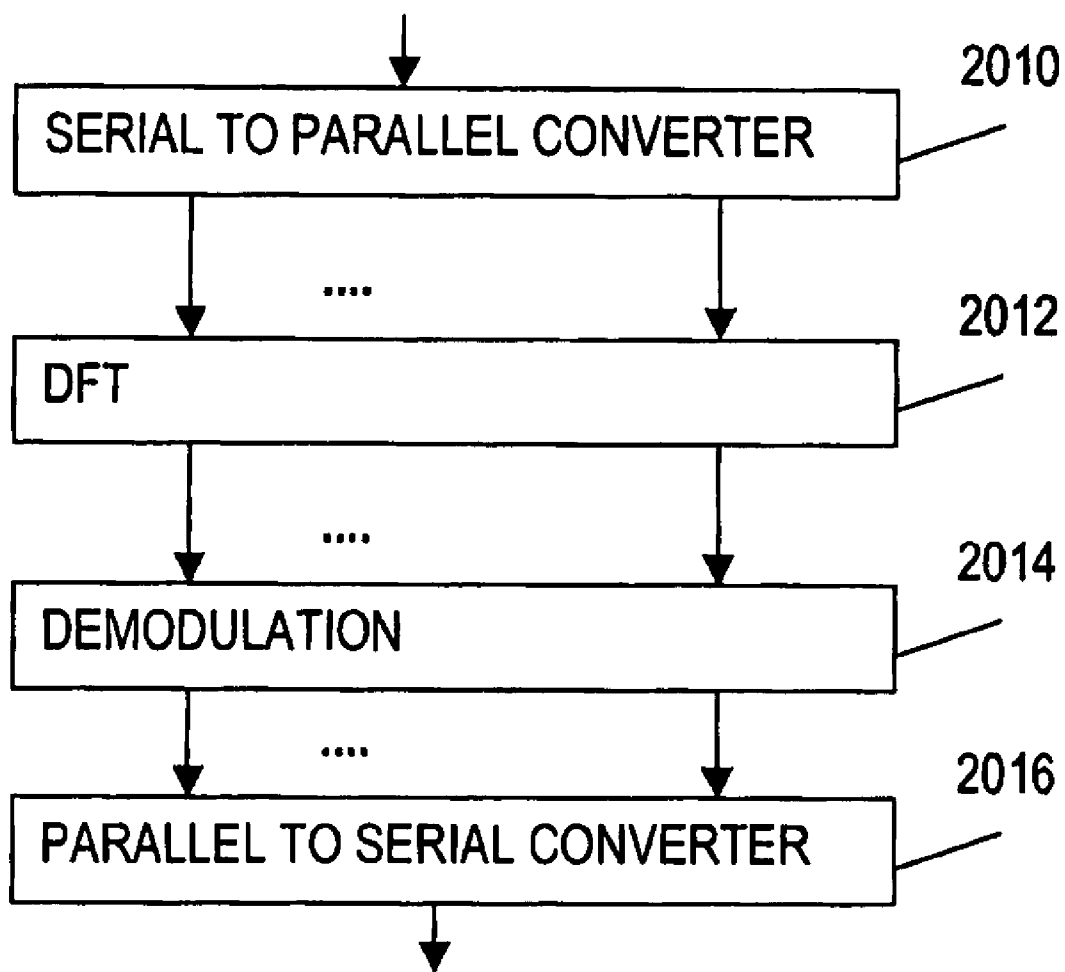 2010
SERIAL TO PARALLEL CONVERTER
....
2012
DFT
....
2014
DEMODULATION
....
2016
PARALLEL TO SERIAL CONVERTER